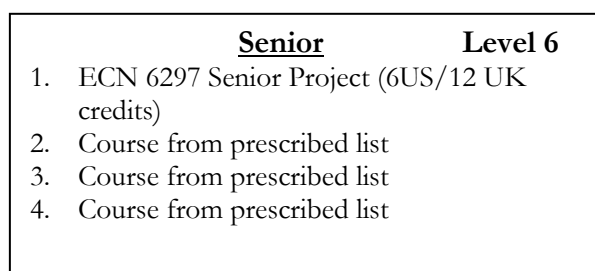 Senior Level 6
1. ECN 6297 Senior Project (6US/12 UK
credits)
2. Course from prescribed list
3. Course from prescribed list
4. Course from prescribed list